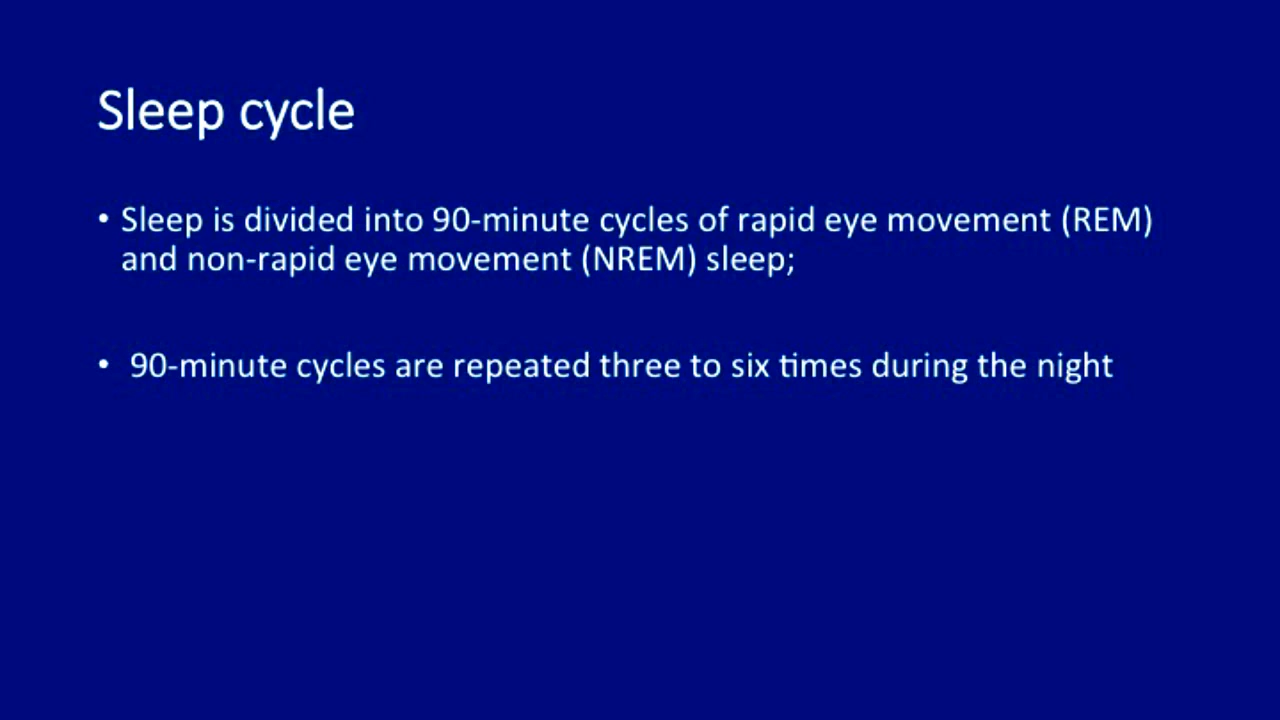 Sleep cycle
• Sleep is divided into 90-minute cycles of rapid eye movement (REM)
and non-rapid eye movement (NREM) sleep;
• 90-minute cycles are repeated three to six times during the night